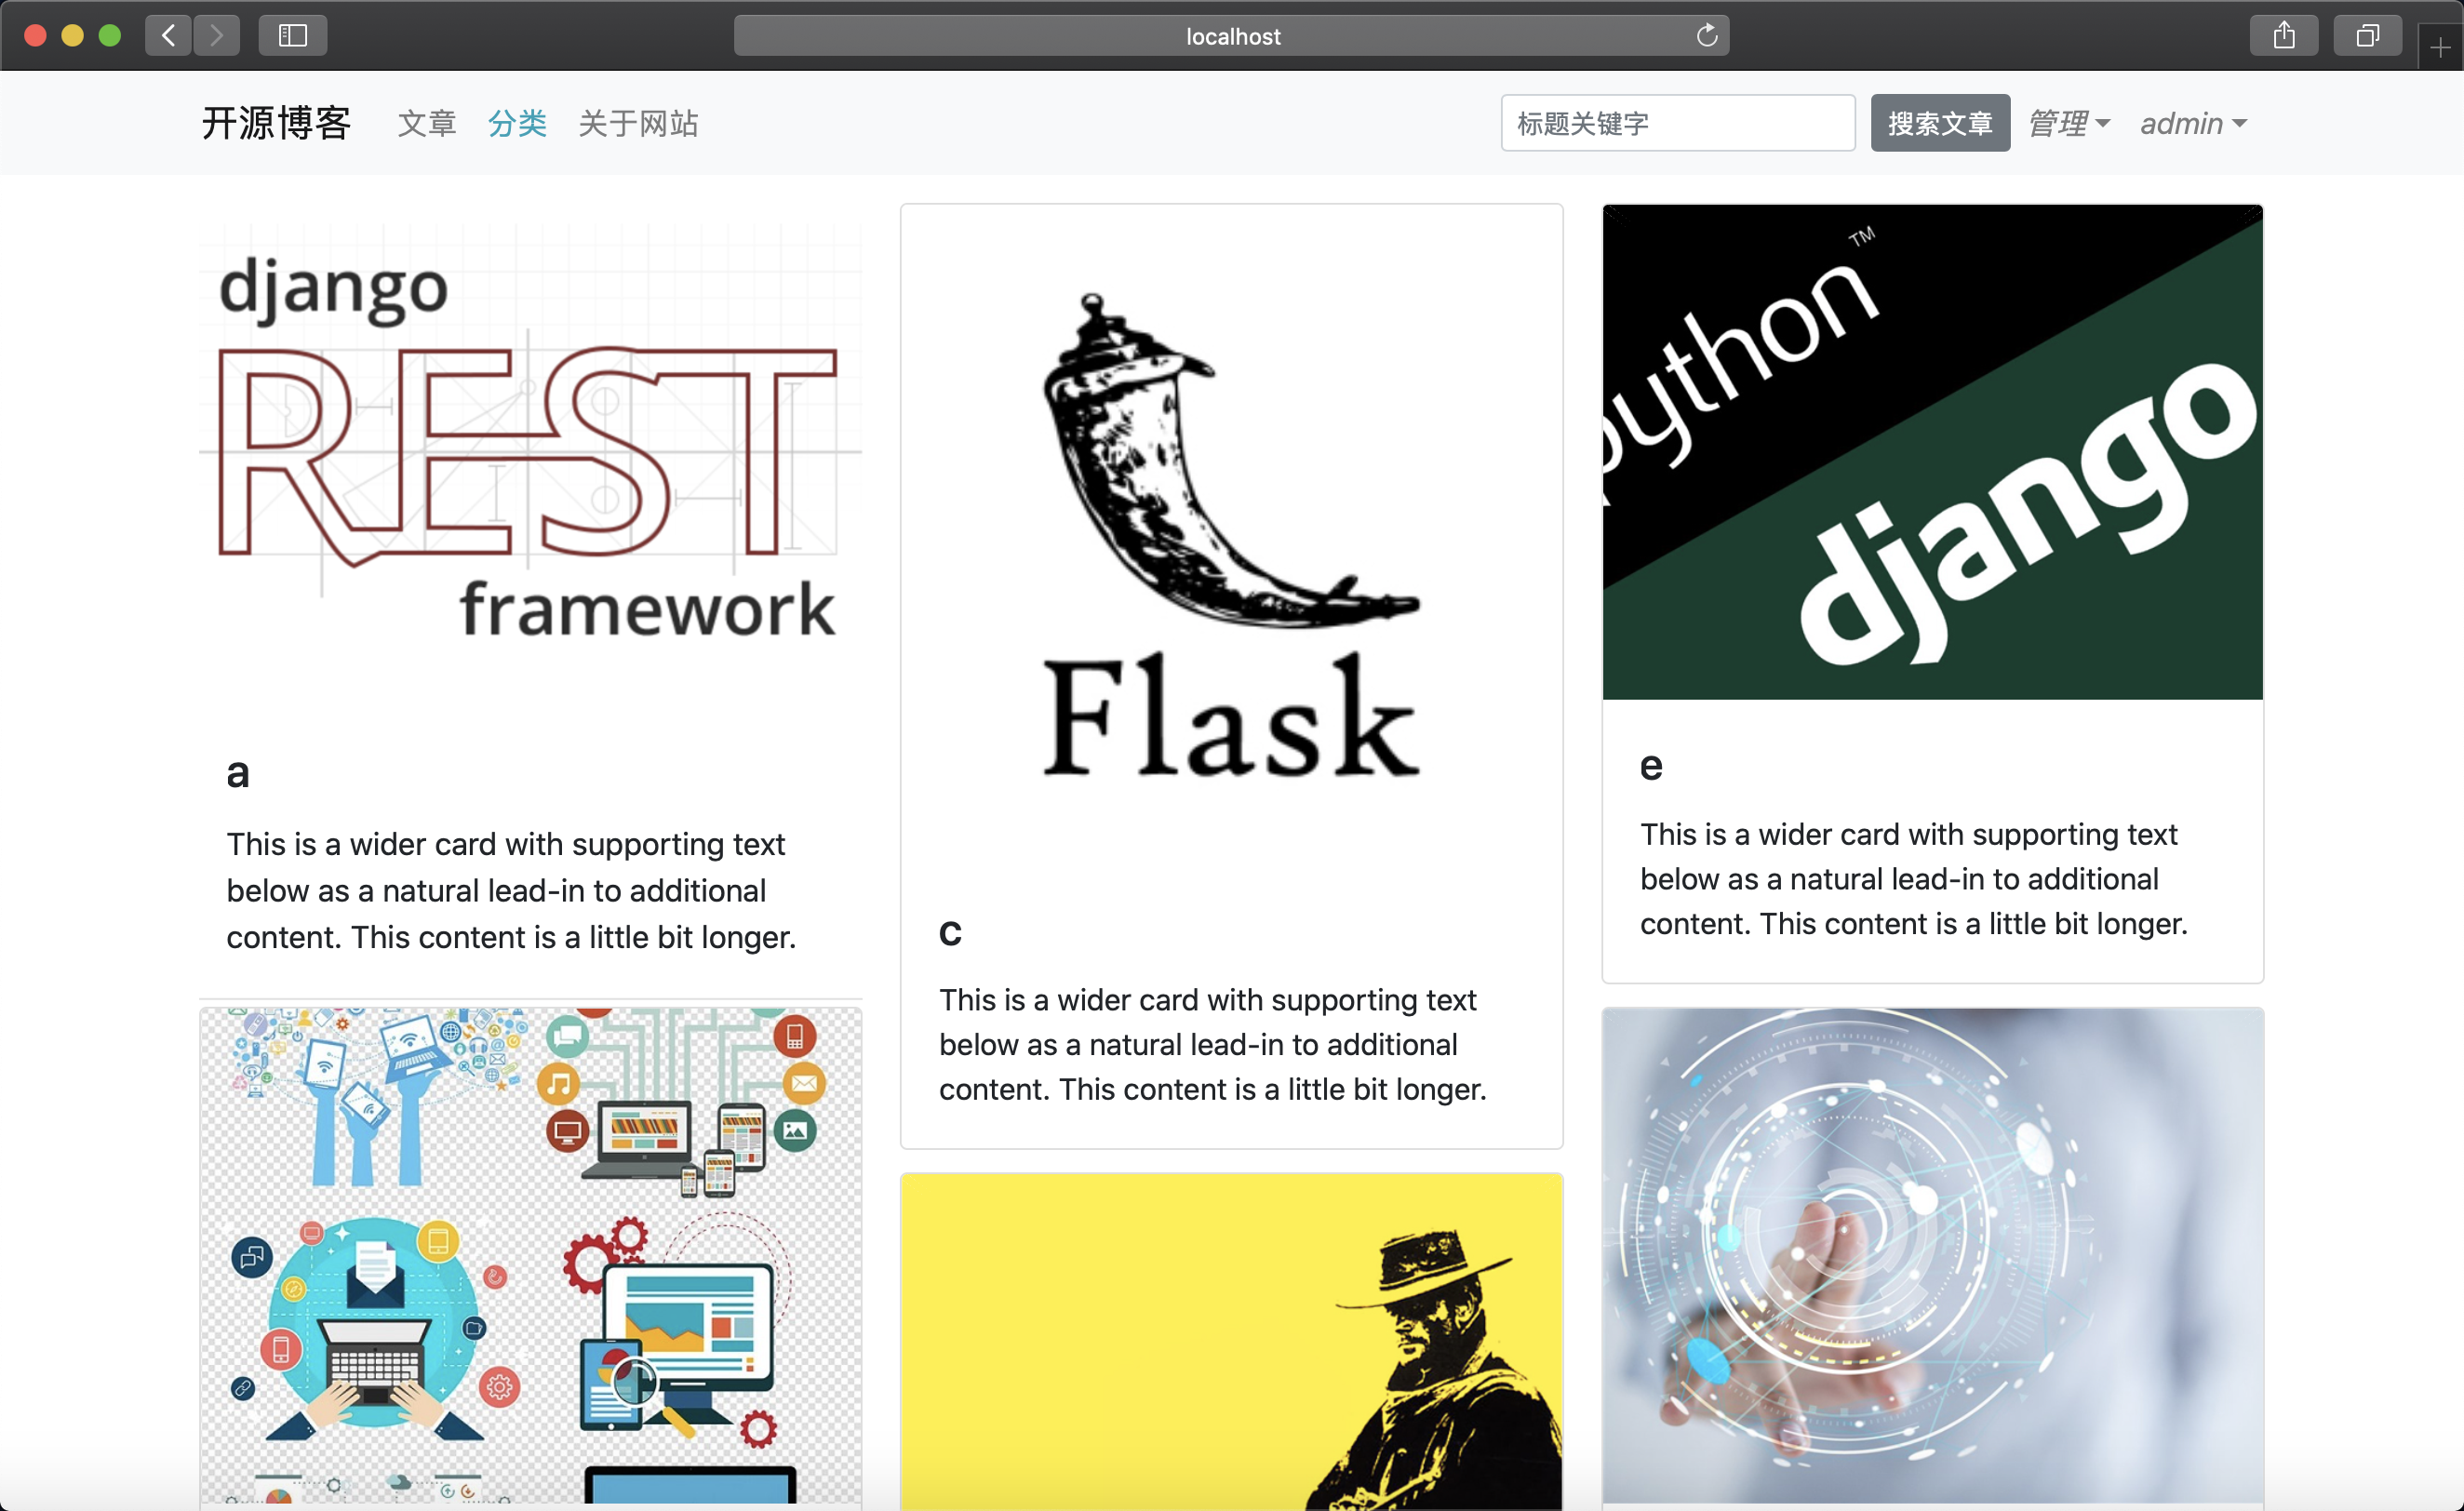 localhost
开源博客 文章 分类 关于网站 标题关键字 搜索文章 管理 admin
django
REST
framework
a
This is a wider card with supporting text
below as a natural lead-in to additional
content. This content is a little bit longer.
Flask
c
This is a wider card with supporting text
below as a natural lead-in to additional
content. This content is a little bit longer.
python™
django
e
This is a wider card with supporting text
below as a natural lead-in to additional
content. This content is a little bit longer.